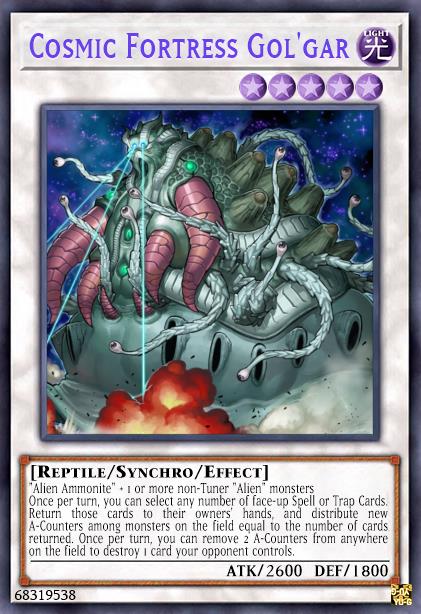 Cosmic Fortress Gol'gar
LIGHT
光
[Reptile/Synchro/Effect]
"Alien Ammonite" + 1 or more non-Tuner "Alien" monsters
Once per turn, you can select any number of face-up Spell or Trap Cards.
Return those cards to their owners' hands, and distribute new
A-Counters among monsters on the field equal to the number of cards
returned. Once per turn, you can remove 2 A-Counters from anywhere
on the field to destroy 1 card your opponent controls.
ATK/2600 DEF/1800
68319538